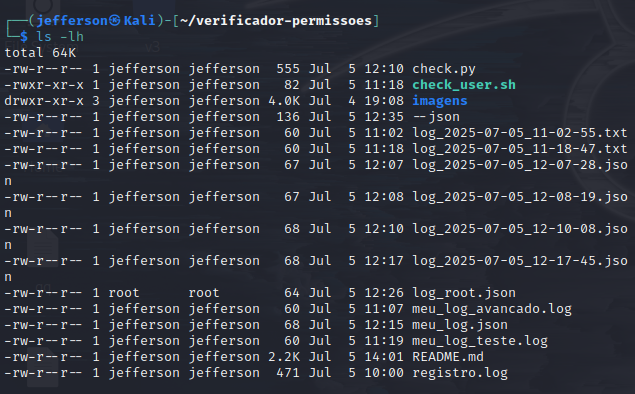 ┌──(jefferson㉿Kali)-[~/verificador-permissoes]
└─$ ls -lh
total 64K
-rw-r--r-- 1 jefferson jefferson  555 Jul  5 12:10 check.py
-rwxr-xr-x 1 jefferson jefferson   82 Jul  5 11:18 check_user.sh
drwxr-xr-x 3 jefferson jefferson 4.0K Jul  4 19:08 imagens
-rw-r--r-- 1 jefferson jefferson  136 Jul  5 12:35 --json
-rw-r--r-- 1 jefferson jefferson   60 Jul  5 11:02 log_2025-07-05_11-02-55.txt
-rw-r--r-- 1 jefferson jefferson   60 Jul  5 11:18 log_2025-07-05_11-18-47.txt
-rw-r--r-- 1 jefferson jefferson   67 Jul  5 12:07 log_2025-07-05_12-07-28.jso
n
-rw-r--r-- 1 jefferson jefferson   67 Jul  5 12:08 log_2025-07-05_12-08-19.jso
n
-rw-r--r-- 1 jefferson jefferson   68 Jul  5 12:10 log_2025-07-05_12-10-08.jso
n
-rw-r--r-- 1 jefferson jefferson   68 Jul  5 12:17 log_2025-07-05_12-17-45.jso
n
-rw-r--r-- 1 root      root        64 Jul  5 12:26 log_root.json
-rw-r--r-- 1 jefferson jefferson   60 Jul  5 11:07 meu_log_avancado.log
-rw-r--r-- 1 jefferson jefferson   68 Jul  5 12:15 meu_log.json
-rw-r--r-- 1 jefferson jefferson   60 Jul  5 11:19 meu_log_teste.log
-rw-r--r-- 1 jefferson jefferson 2.2K Jul  5 14:01 README.md
-rw-r--r-- 1 jefferson jefferson  471 Jul  5 10:00 registro.log